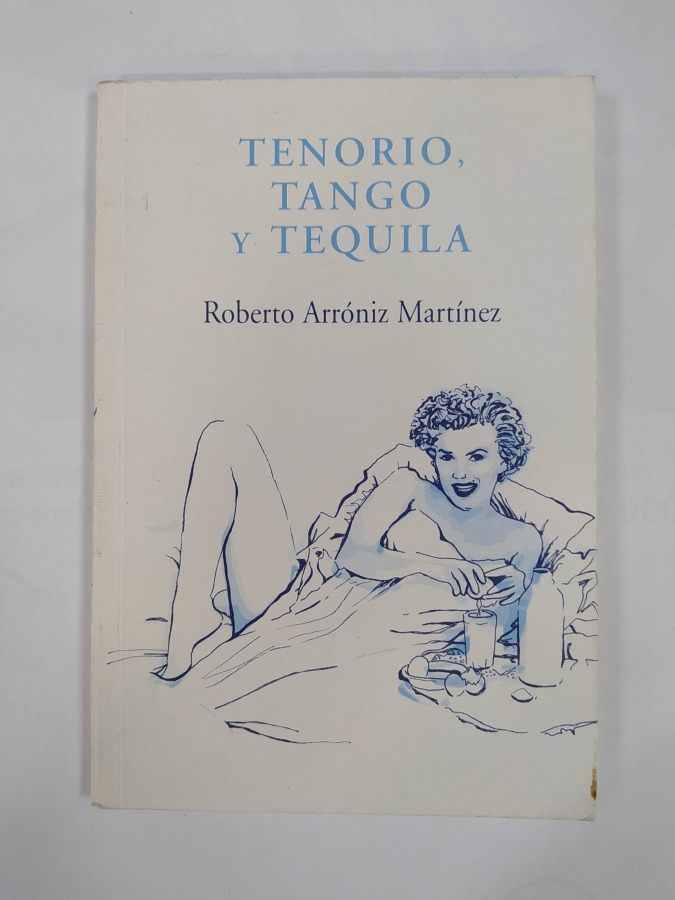 TENORIO,
TANGO
Y TEQUILA
Roberto Arróniz Martínez